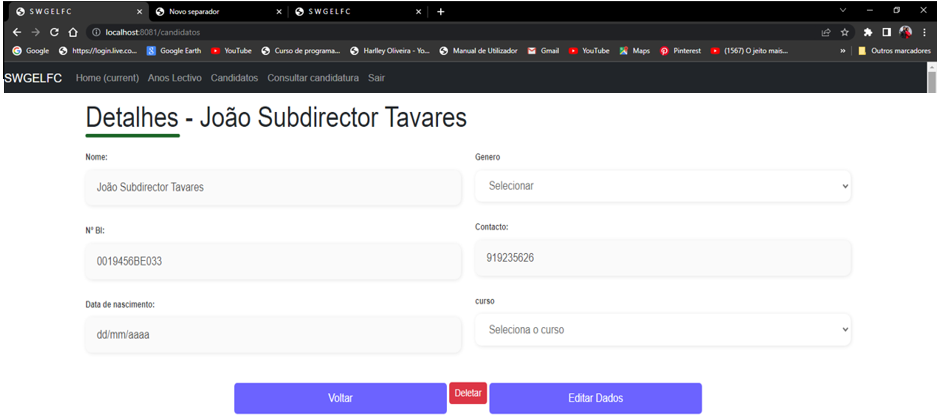 S W G E L F C
Novo separador
S W G E L F C
localhost:8081/candidatos
Google https://login.live.co... Google Earth YouTube Curso de programa... Harlley Oliveira - Yo... Manual de Utilizador Gmail YouTube Maps Pinterest (1567) O jeito mais... » Outros marcadores
SWGELFC Home (current) Anos Lectivo Candidatos Consultar candidatura Sair
Detalhes - João Subdirector Tavares
Nome: Genero
João Subdirector Tavares Selecionar
Nº BI: Contacto:
0019456BE033 919235626
Data de nascimento: curso
dd/mm/aaaa Seleciona o curso
Voltar Deletar Editar Dados